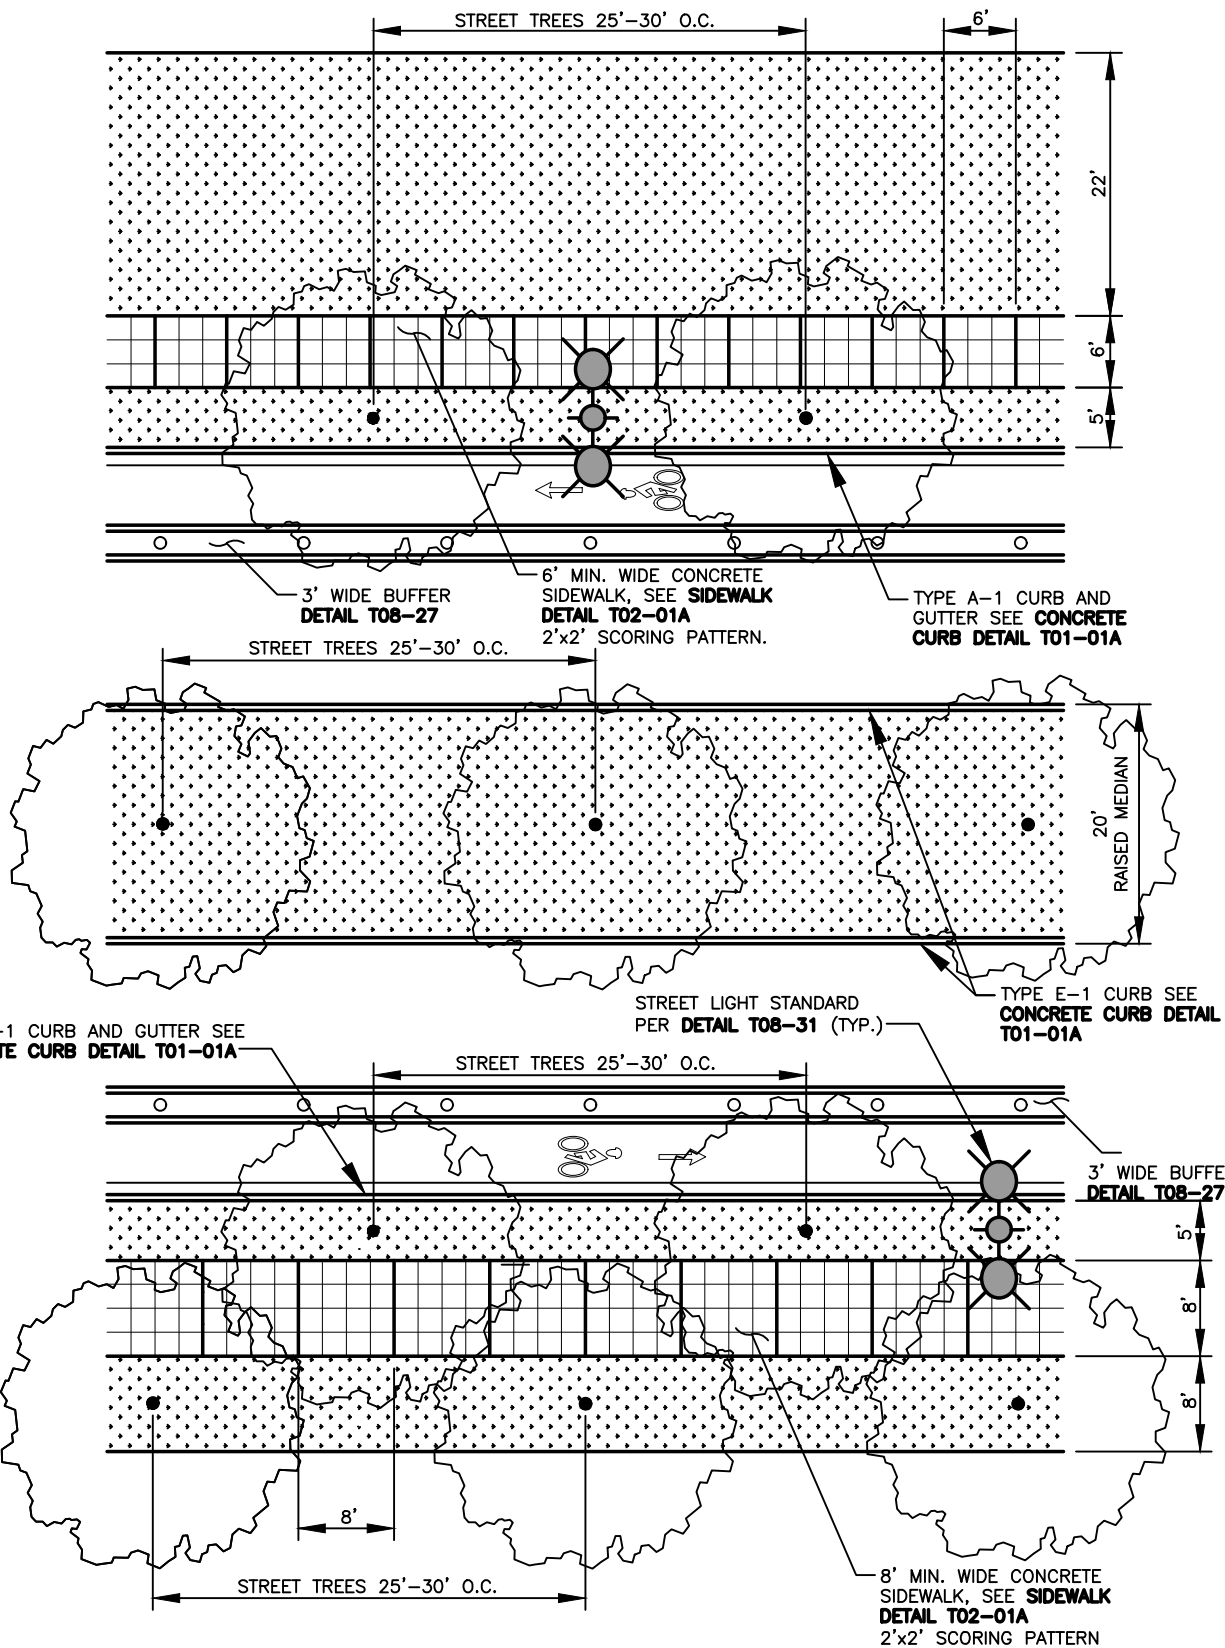 STREET TREES 25'-30' O.C.
6'
22'
6'
5'
3' WIDE BUFFER
DETAIL T08-27
6' MIN. WIDE CONCRETE
SIDEWALK, SEE SIDEWALK
DETAIL T02-01A
2'x2' SCORING PATTERN.
TYPE A-1 CURB AND
GUTTER SEE CONCRETE
CURB DETAIL T01-01A
STREET TREES 25'-30' O.C.
20'
RAISED MEDIAN
TYPE E-1 CURB SEE
CONCRETE CURB DETAIL
T01-01A
STREET LIGHT STANDARD
PER DETAIL T08-31 (TYP.)
-1 CURB AND GUTTER SEE
TE CURB DETAIL T01-01A
STREET TREES 25'-30' O.C.
3' WIDE BUFFE
DETAIL T08-27
5'
8'
8'
8'
STREET TREES 25'-30' O.C.
8' MIN. WIDE CONCRETE
SIDEWALK, SEE SIDEWALK
DETAIL T02-01A
2'x2' SCORING PATTERN